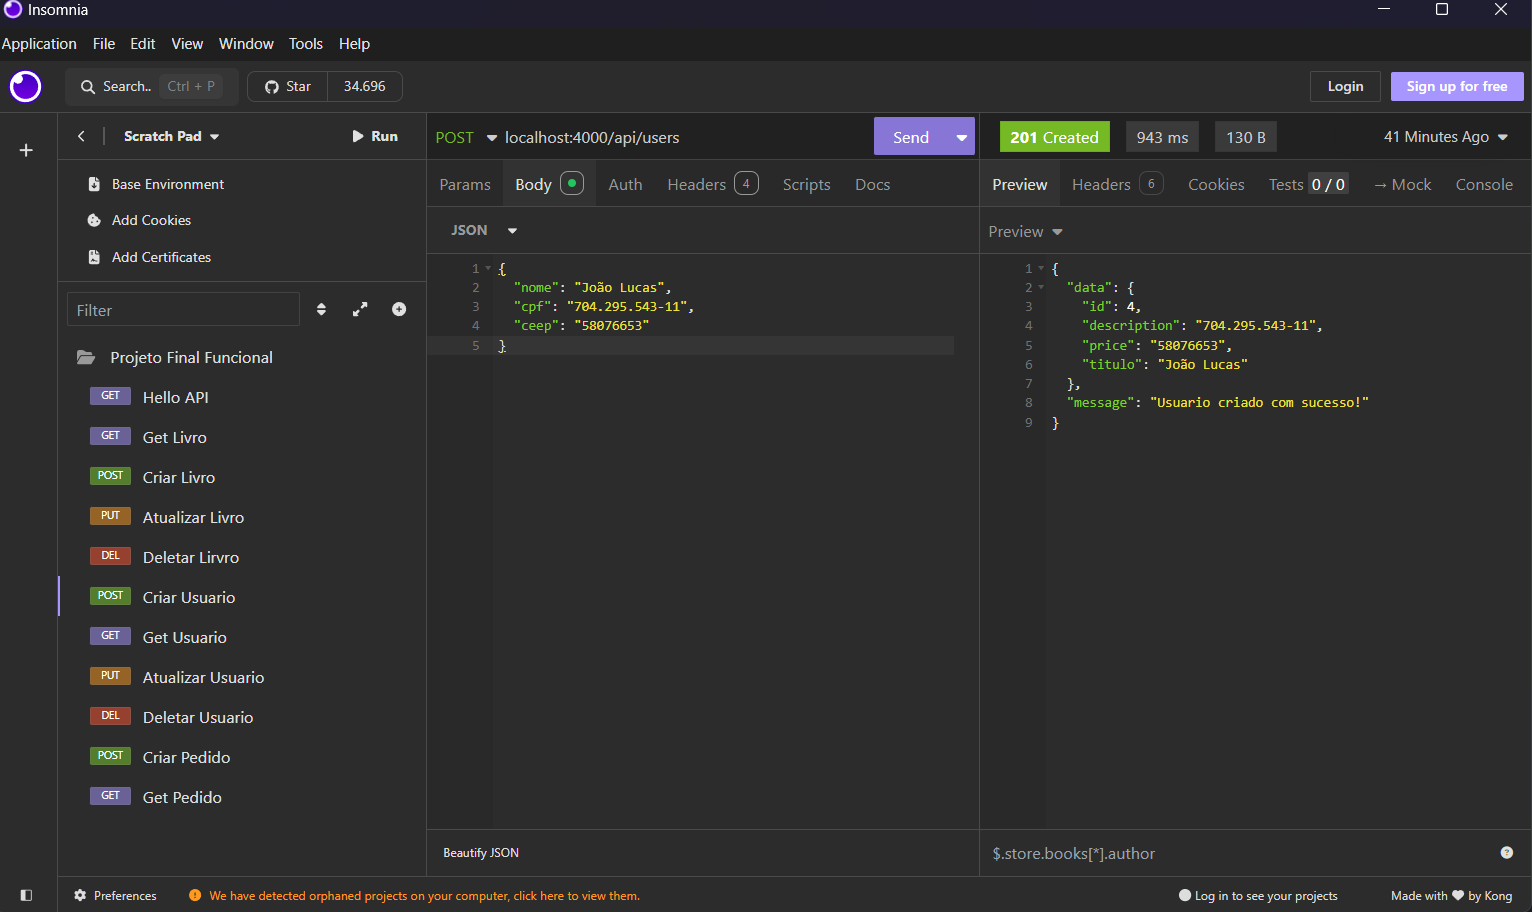 Insomnia
Application File Edit View Window Tools Help
Search.. Ctrl + P Star 34.696 Login Sign up for free
Scratch Pad Run
Base Environment
Add Cookies
Add Certificates
Filter
Projeto Final Funcional
GET Hello API
GET Get Livro
POST Criar Livro
PUT Atualizar Livro
DEL Deletar Lirvro
POST Criar Usuario
GET Get Usuario
PUT Atualizar Usuario
DEL Deletar Usuario
POST Criar Pedido
GET Get Pedido
POST localhost:4000/api/users Send
Params Body Auth Headers 4 Scripts Docs
JSON
1 {
2 "nome": "João Lucas",
3 "cpf": "704.295.543-11",
4 "ceep": "58076653"
5 }
Beautify JSON
201 Created 943 ms 130 B 41 Minutes Ago
Preview Headers 6 Cookies Tests 0 / 0 → Mock Console
Preview
1 {
2 "data": {
3 "id": 4,
4 "description": "704.295.543-11",
5 "price": "58076653",
6 "titulo": "João Lucas"
7 },
8 "message": "Usuario criado com sucesso!"
9 }
$.store.books[*].author ?
Preferences ! We have detected orphaned projects on your computer, click here to view them. Log in to see your projects Made with ♥ by Kong